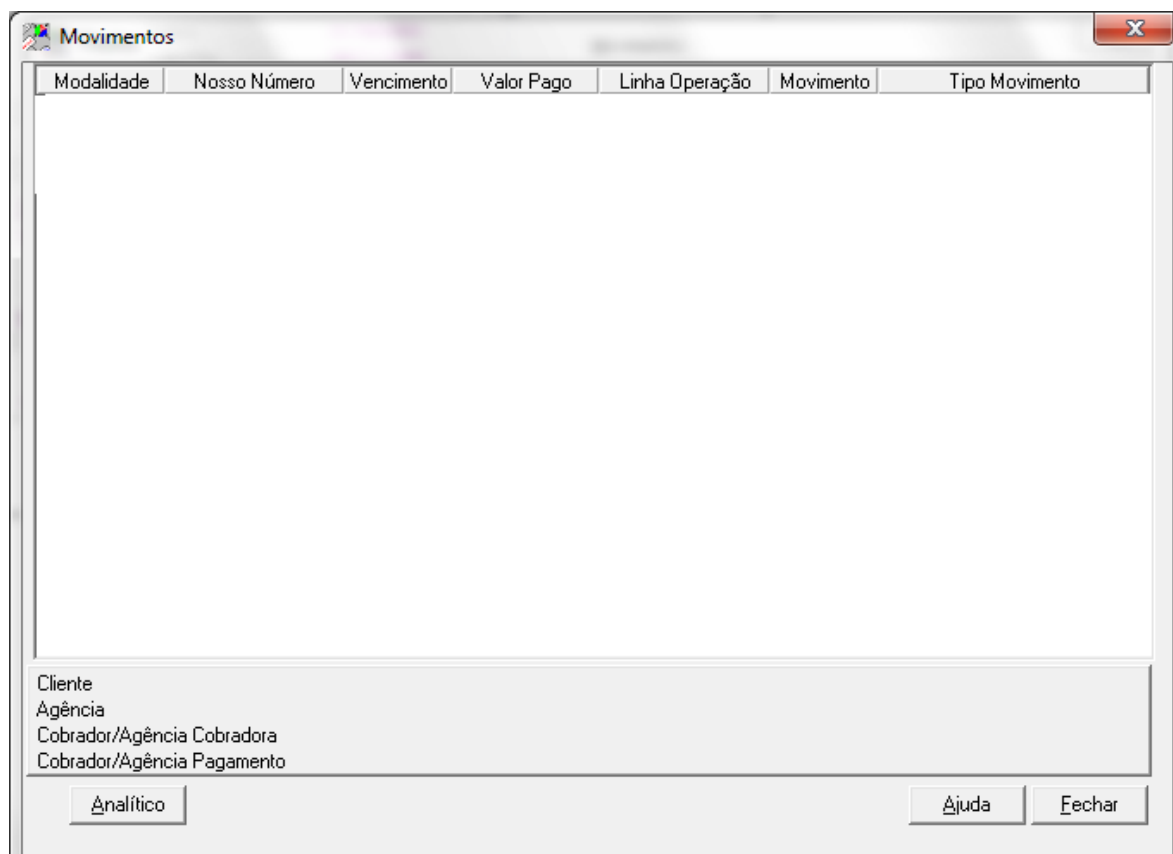 Movimentos
Modalidade Nosso Número Vencimento Valor Pago Linha Operação Movimento Tipo Movimento
Cliente
Agência
Cobrador/Agência Cobradora
Cobrador/Agência Pagamento
Analítico Ajuda Fechar